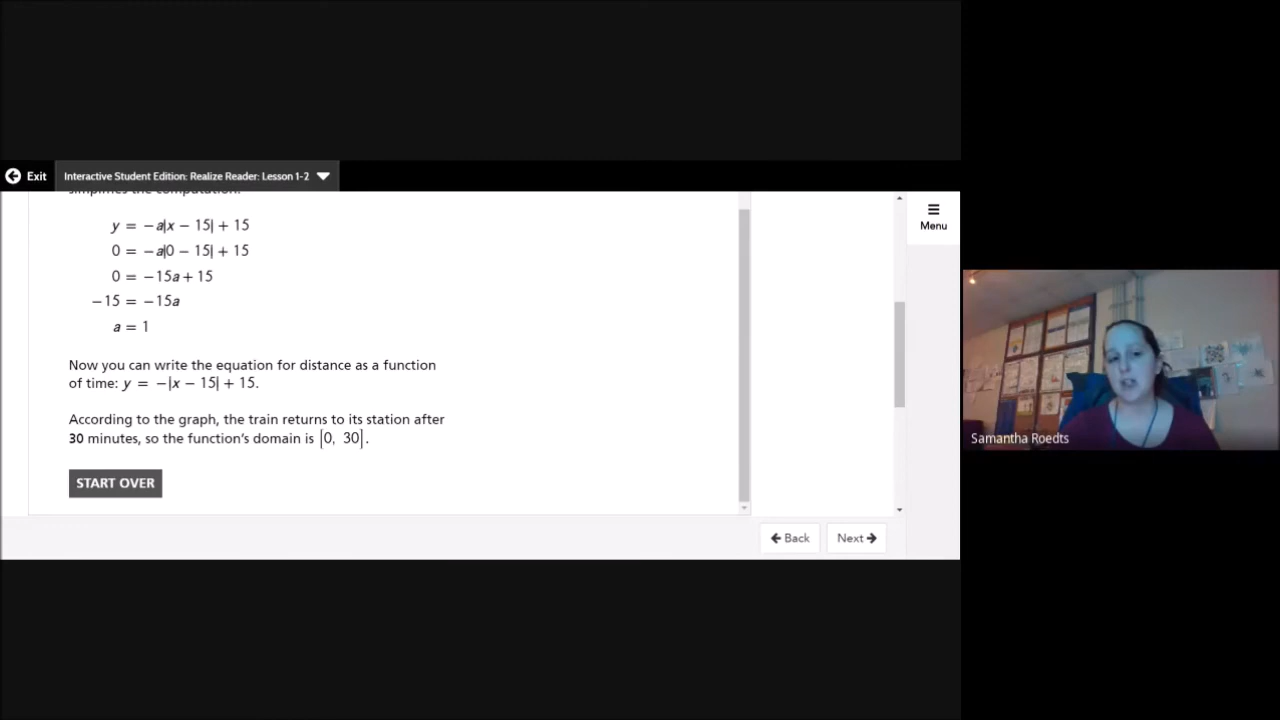 Exit
Interactive Student Edition: Realize Reader: Lesson 1-2
simplifies the computation.
Menu
y = −a|x − 15| + 15
0 = −a|0 − 15| + 15
0 = −15a + 15
−15 = −15a
a = 1
Now you can write the equation for distance as a function
of time: y = −|x − 15| + 15.
According to the graph, the train returns to its station after
30 minutes, so the function's domain is [0, 30].
START OVER
Back
Next
Samantha Roedts